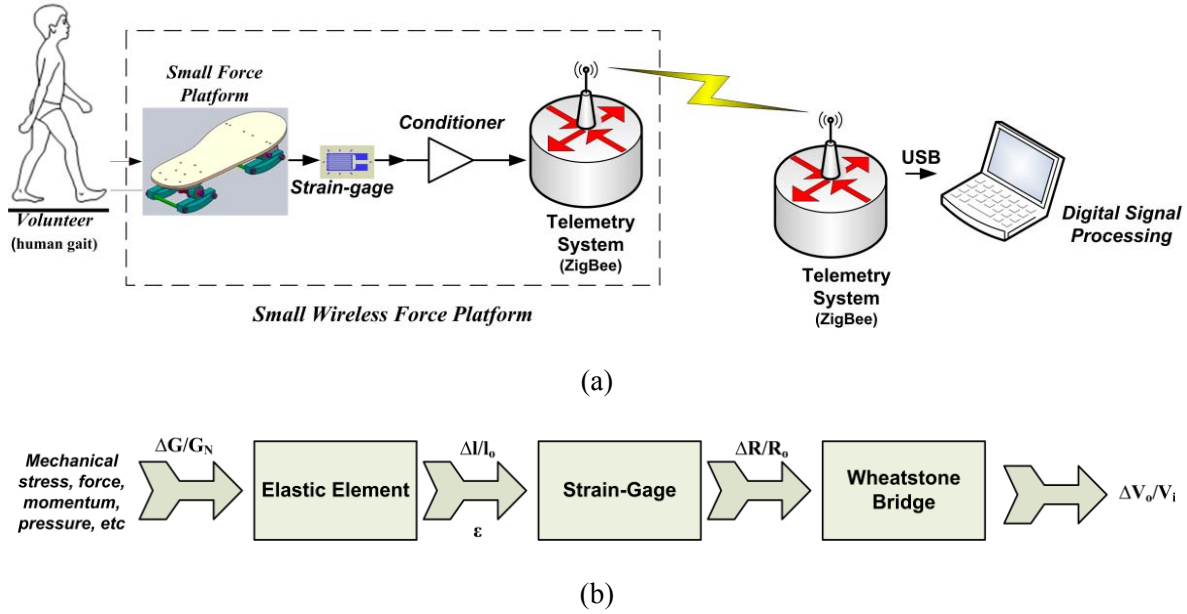 Small Force
Platform
Conditioner
Strain-gage
Volunteer
(human gait)
Telemetry
System
(ZigBee)
USB
Telemetry
System
(ZigBee)
Digital Signal
Processing
Small Wireless Force Platform
(a)
Mechanical
stress, force,
momentum,
pressure, etc
ΔG/G_N
Elastic Element
Δl/l_o
ε
Strain-Gage
ΔR/R_o
Wheatstone
Bridge
ΔV_o/V_i
(b)